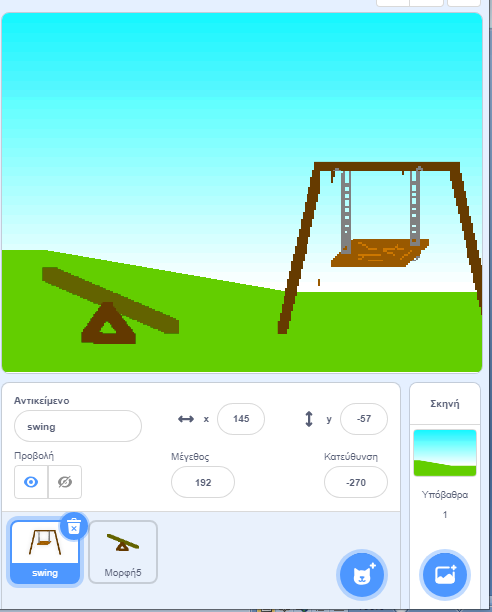 Αντικείμενο
swing
x
145
y
-57
Προβολή
Μέγεθος
192
Κατεύθυνση
-270
Σκηνή
Υπόβαθρα
1
swing
Μορφή5